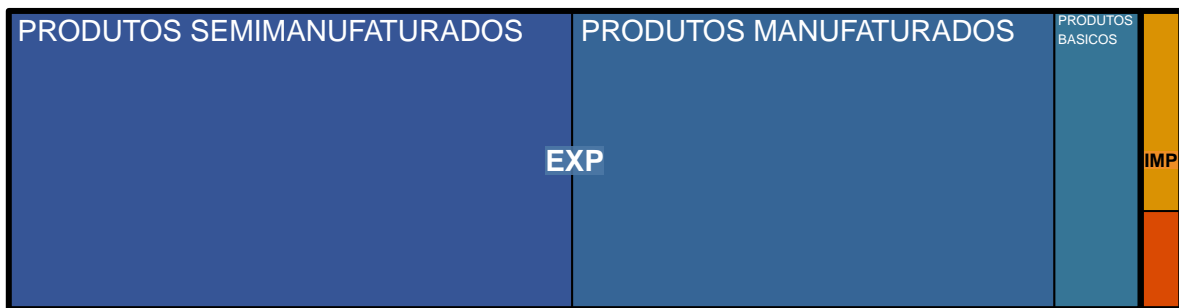 PRODUTOS SEMIMANUFATURADOS
PRODUTOS MANUFATURADOS
PRODUTOS
BASICOS
EXP
IMP